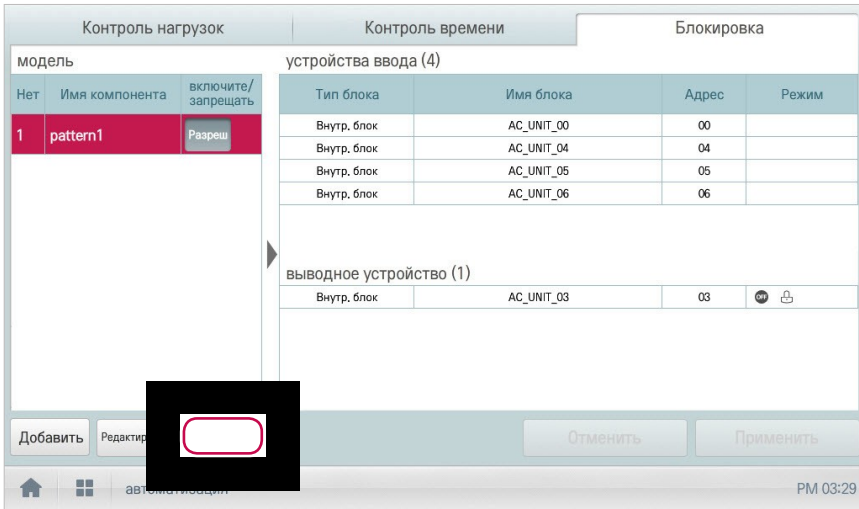 Контроль нагрузок Контроль времени Блокировка
модель устройства ввода (4)
Нет Имя компонента включите/ запрещать Тип блока Имя блока Адрес Режим
1 pattern1 Разреш
Внутр. блок AC_UNIT_00 00
Внутр. блок AC_UNIT_04 04
Внутр. блок AC_UNIT_05 05
Внутр. блок AC_UNIT_06 06
выводное устройство (1)
Внутр. блок AC_UNIT_03 03 OFF
Добавить Отменить Применить
PM 03:29